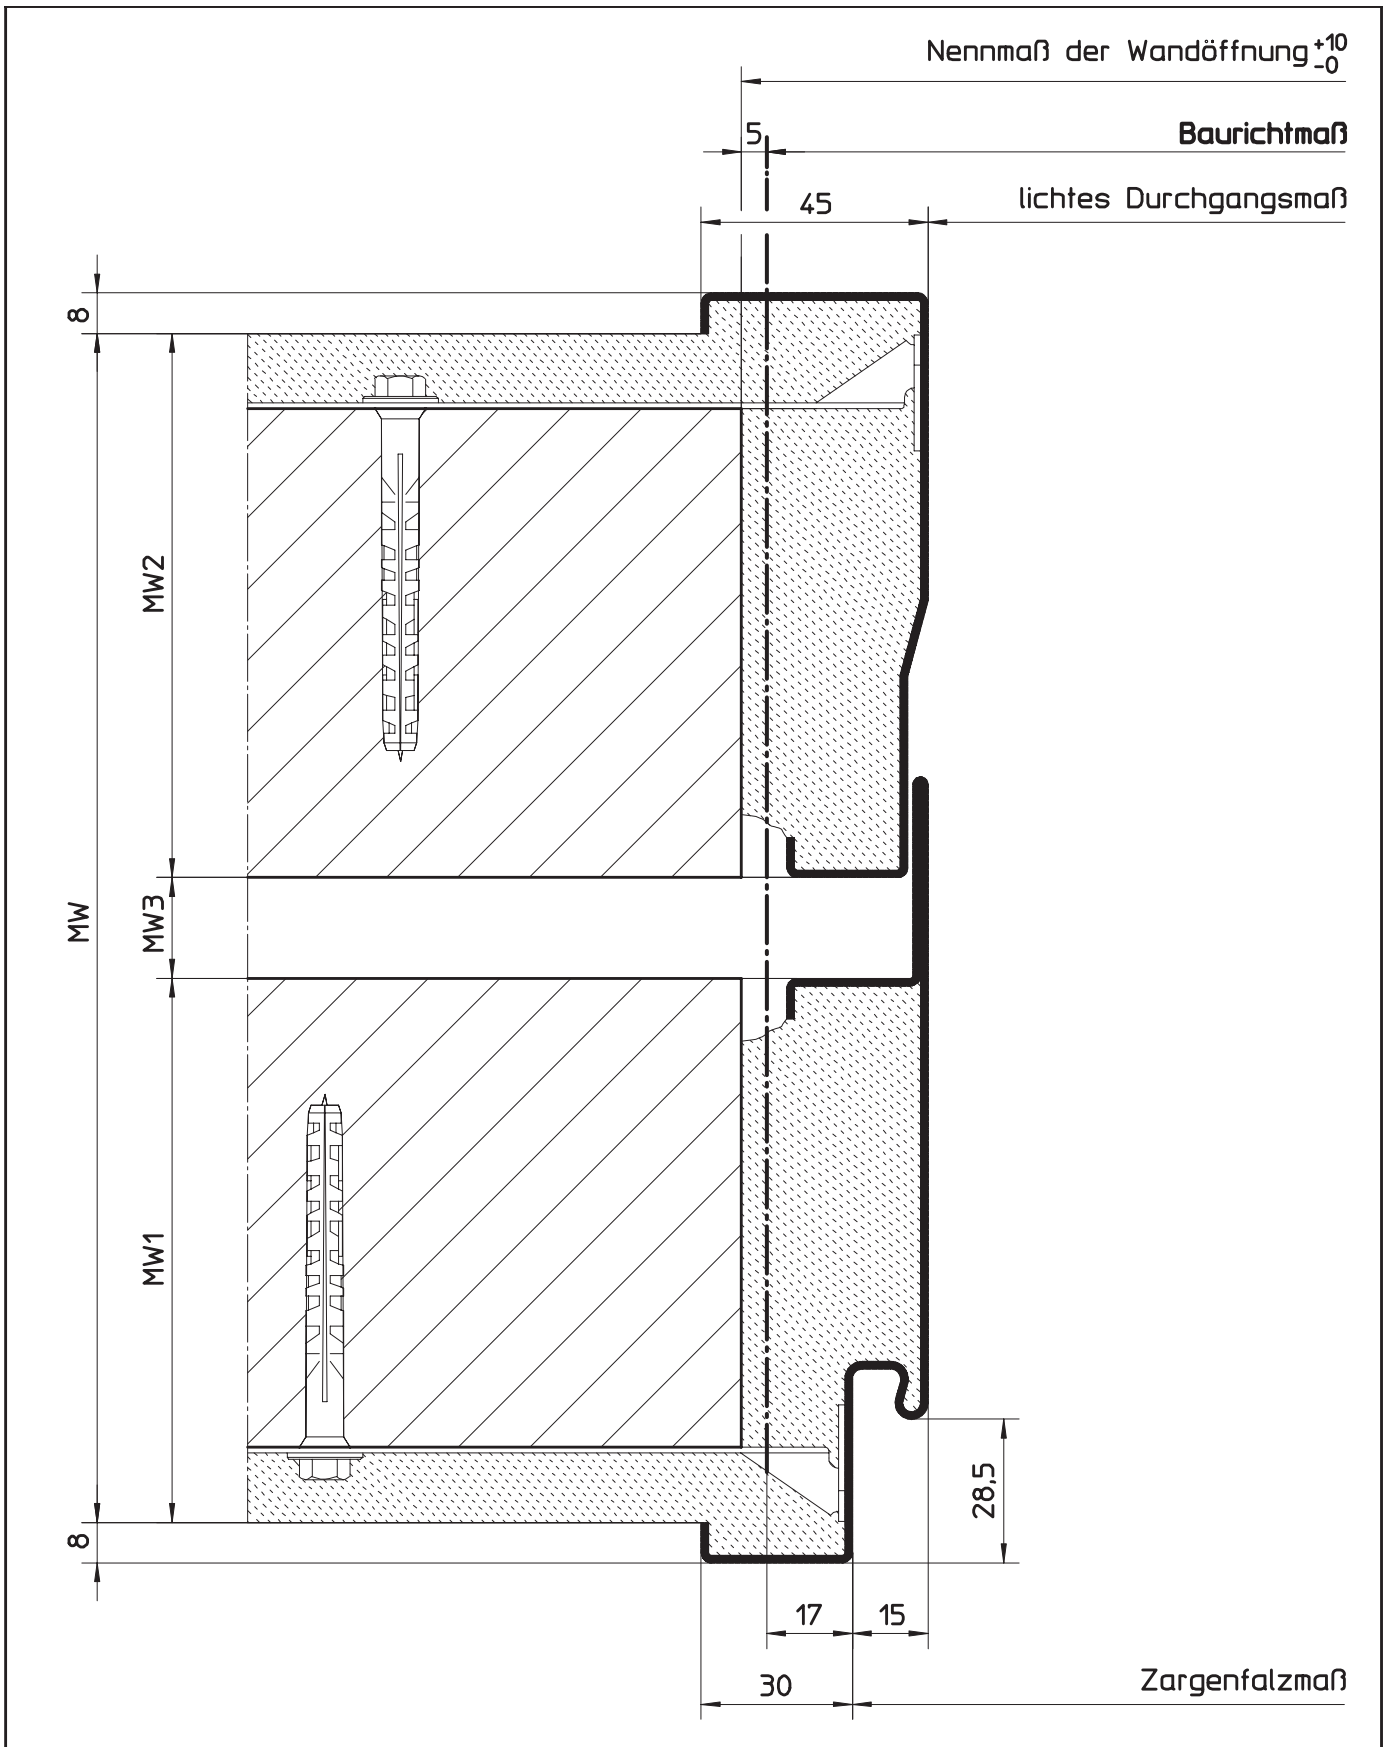 Nennmaß der Wandöffnung +10 -0
5
Baurichtmaß
45
lichtes Durchgangsmaß
8
MW2
MW
MW3
MW1
28,5
8
17
15
30
Zargenfalzmaß